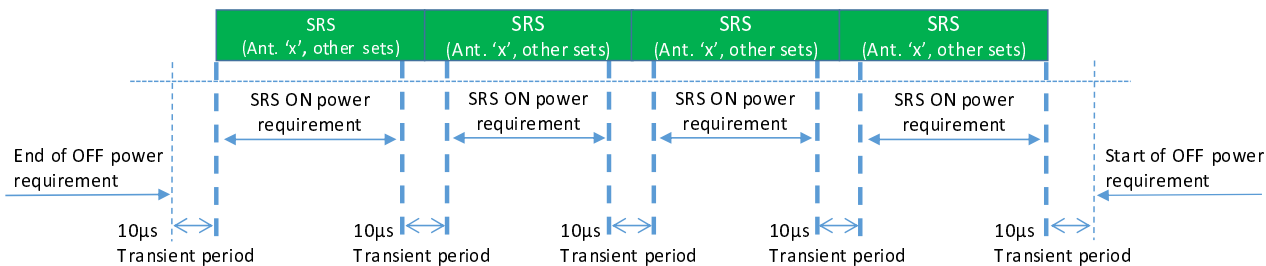 SRS
(Ant. ‘x’, other sets)
SRS
(Ant. ‘x’, other sets)
SRS
(Ant. ‘x’, other sets)
SRS
(Ant. ‘x’, other sets)
SRS ON power
requirement
SRS ON power
requirement
SRS ON power
requirement
SRS ON power
requirement
End of OFF power
requirement
Start of OFF power
requirement
10µs
Transient period
10µs
Transient period
10µs
Transient period
10µs
Transient period
10µs
Transient period